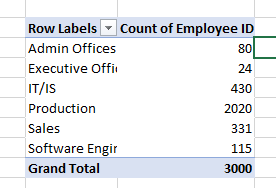 Row Labels Count of Employee ID
Admin Offices 80
Executive Offi 24
IT/IS 430
Production 2020
Sales 331
Software Engir 115
Grand Total 3000